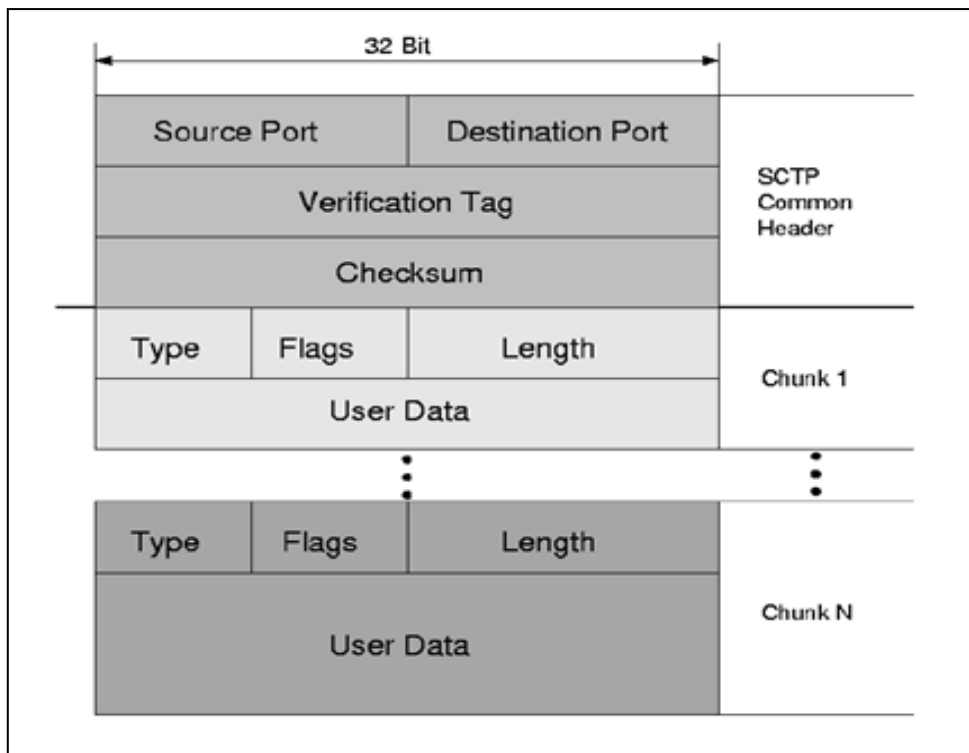 32 Bit
Source Port
Destination Port
Verification Tag
Checksum
SCTP
Common
Header
Type
Flags
Length
User Data
Chunk 1
Type
Flags
Length
User Data
Chunk N